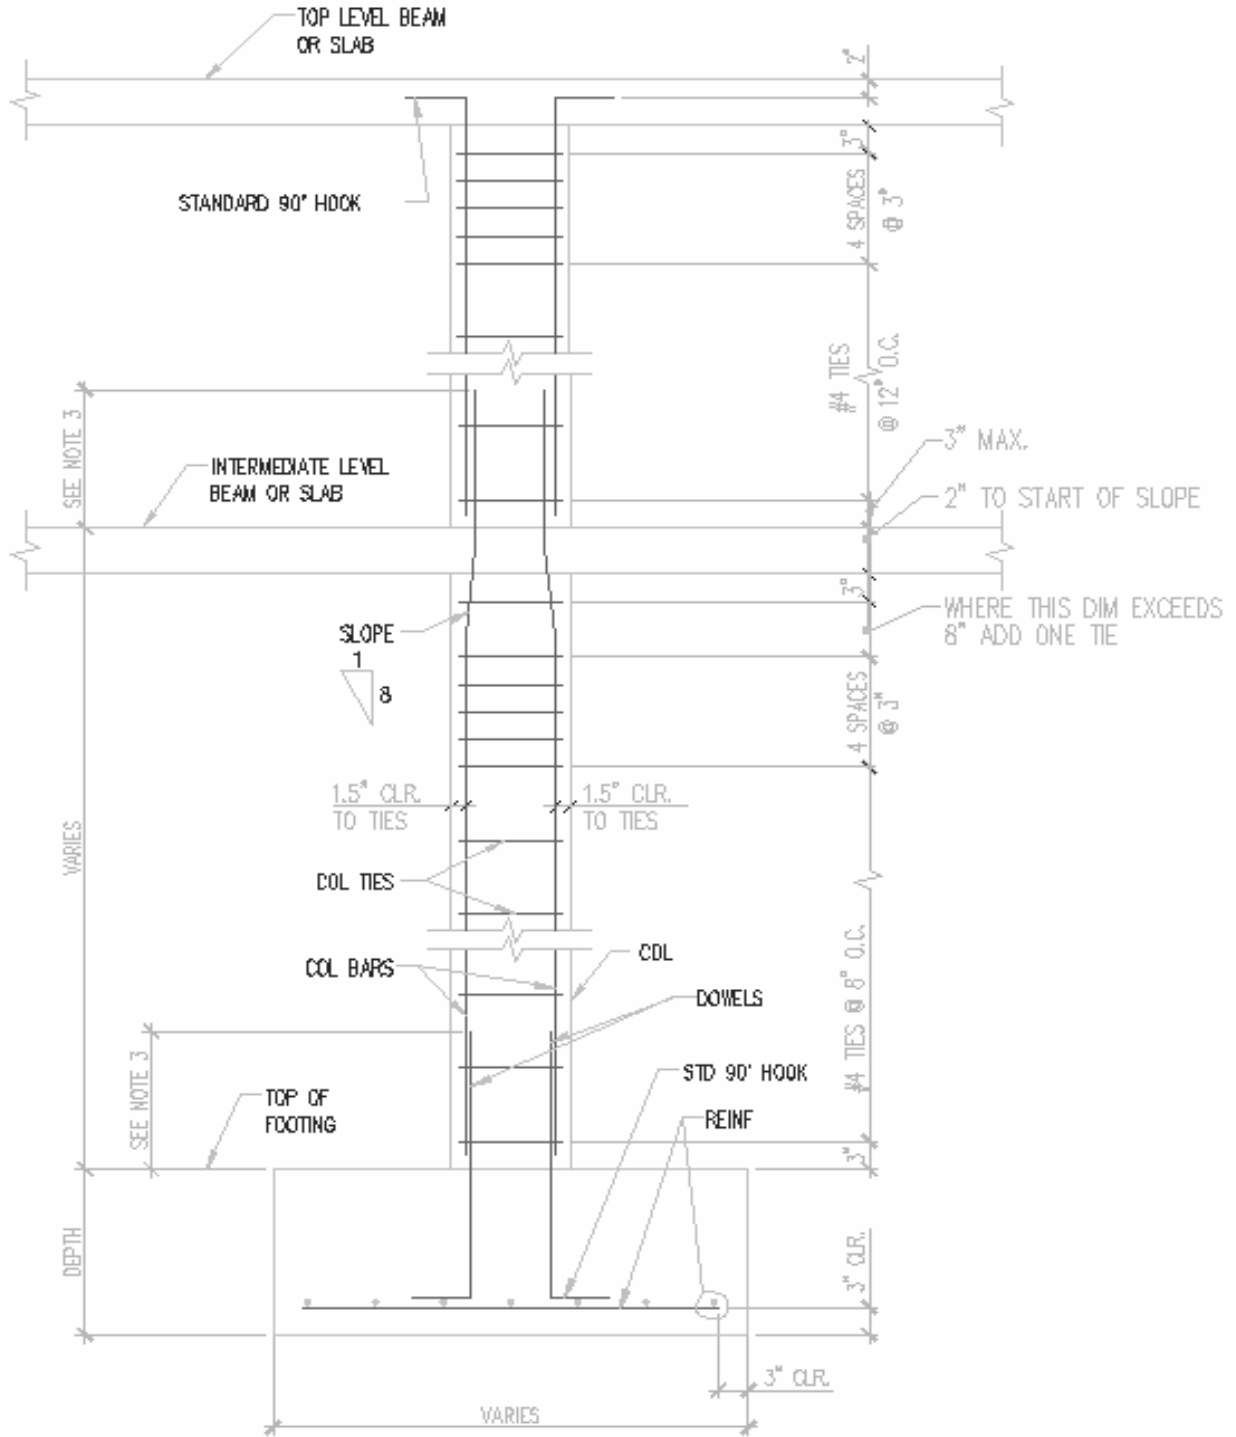 TOP LEVEL BEAM
OR SLAB
2"
3"
STANDARD 90° HOOK
4 SPACES
@ 3"
#4 TIES
@ 12" O.C.
SEE NOTE 3
3" MAX.
INTERMEDIATE LEVEL
BEAM OR SLAB
2" TO START OF SLOPE
3"
WHERE THIS DIM EXCEEDS
8" ADD ONE TIE
SLOPE
1
8
4 SPACES
@ 3"
1.5" CLR.
TO TIES
1.5" CLR.
TO TIES
VARIES
COL TIES
COL
COL BARS
DOWELS
#4 TIES @ 8" O.C.
SEE NOTE 3
STD 90° HOOK
TOP OF
FOOTING
REINF
3"
DEPTH
3" CLR.
3" CLR.
VARIES